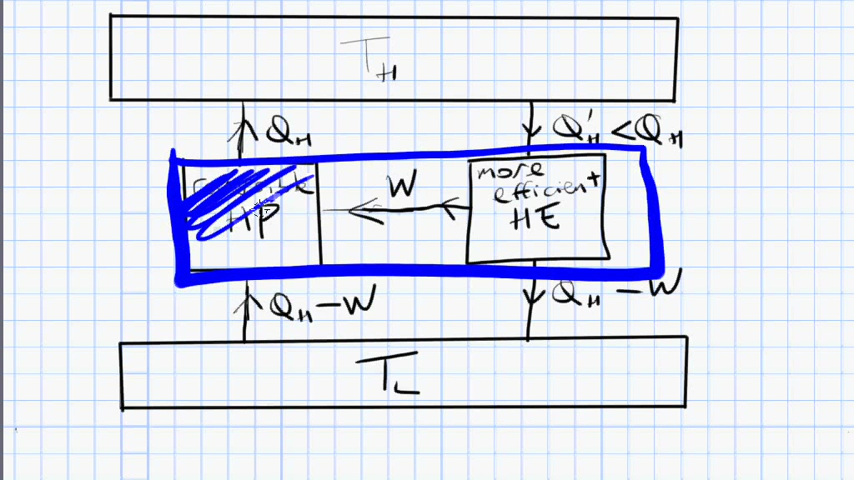 T_H
Q_H
Q'_H < Q_H
more
efficient
HE
W
HP
Q_H - W
Q_H - W
T_L